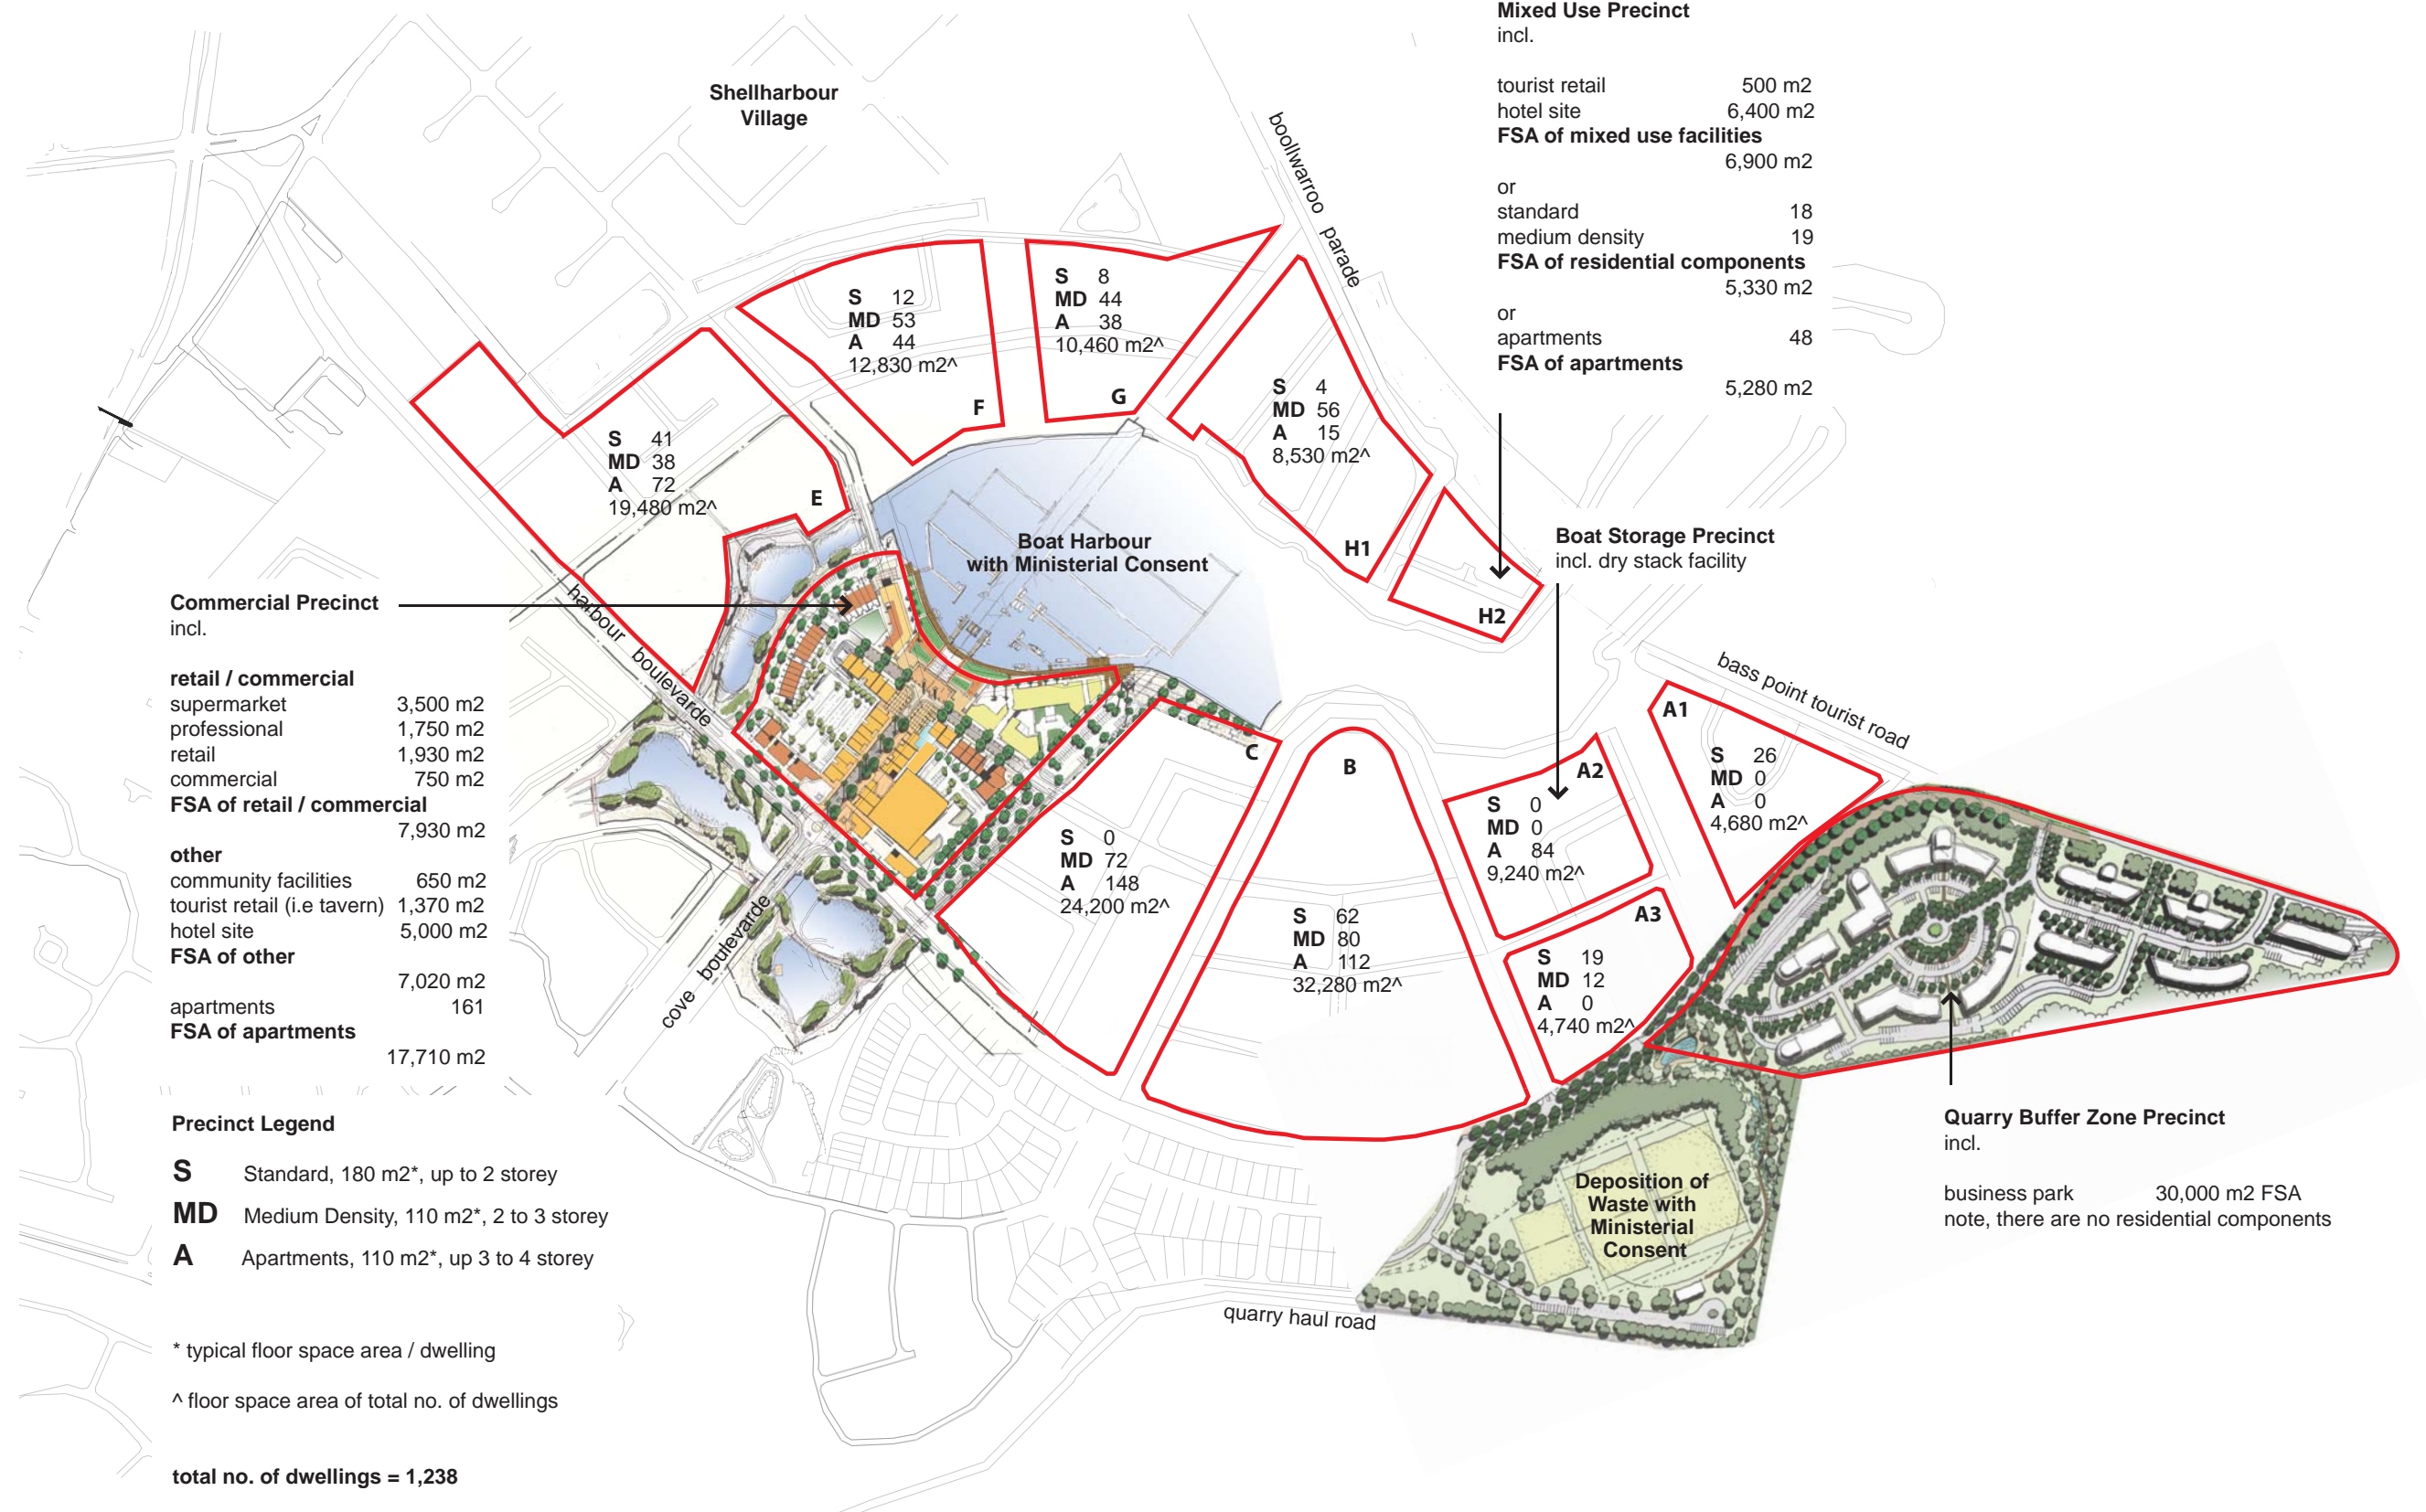 Mixed Use Precinct
incl.
tourist retail 500 m2
hotel site 6,400 m2
FSA of mixed use facilities
6,900 m2
or
standard 18
medium density 19
FSA of residential components
5,330 m2
or
apartments 48
FSA of apartments
5,280 m2
Shellharbour
Village
boollwarroo parade
S 12
MD 53
A 44
12,830 m2^
F
S 8
MD 44
A 38
10,460 m2^
G
S 4
MD 56
A 15
8,530 m2^
H1
H2
S 41
MD 38
A 72
19,480 m2^
E
Boat Harbour
with Ministerial Consent
Boat Storage Precinct
incl. dry stack facility
Commercial Precinct
incl.
retail / commercial
supermarket 3,500 m2
professional 1,750 m2
retail 1,930 m2
commercial 750 m2
FSA of retail / commercial
7,930 m2
other
community facilities 650 m2
tourist retail (i.e tavern) 1,370 m2
hotel site 5,000 m2
FSA of other
7,020 m2
apartments 161
FSA of apartments
17,710 m2
harbour boulevarde
cove boulevarde
bass point tourist road
A1
S 26
MD 0
A 0
4,680 m2^
A2
S 0
MD 0
A 84
9,240 m2^
A3
S 19
MD 12
A 0
4,740 m2^
B
S 62
MD 80
A 112
32,280 m2^
C
S 0
MD 72
A 148
24,200 m2^
Quarry Buffer Zone Precinct
incl.
business park 30,000 m2 FSA
note, there are no residential components
Deposition of
Waste with
Ministerial
Consent
quarry haul road
Precinct Legend
S Standard, 180 m2*, up to 2 storey
MD Medium Density, 110 m2*, 2 to 3 storey
A Apartments, 110 m2*, up 3 to 4 storey
* typical floor space area / dwelling
^ floor space area of total no. of dwellings
total no. of dwellings = 1,238